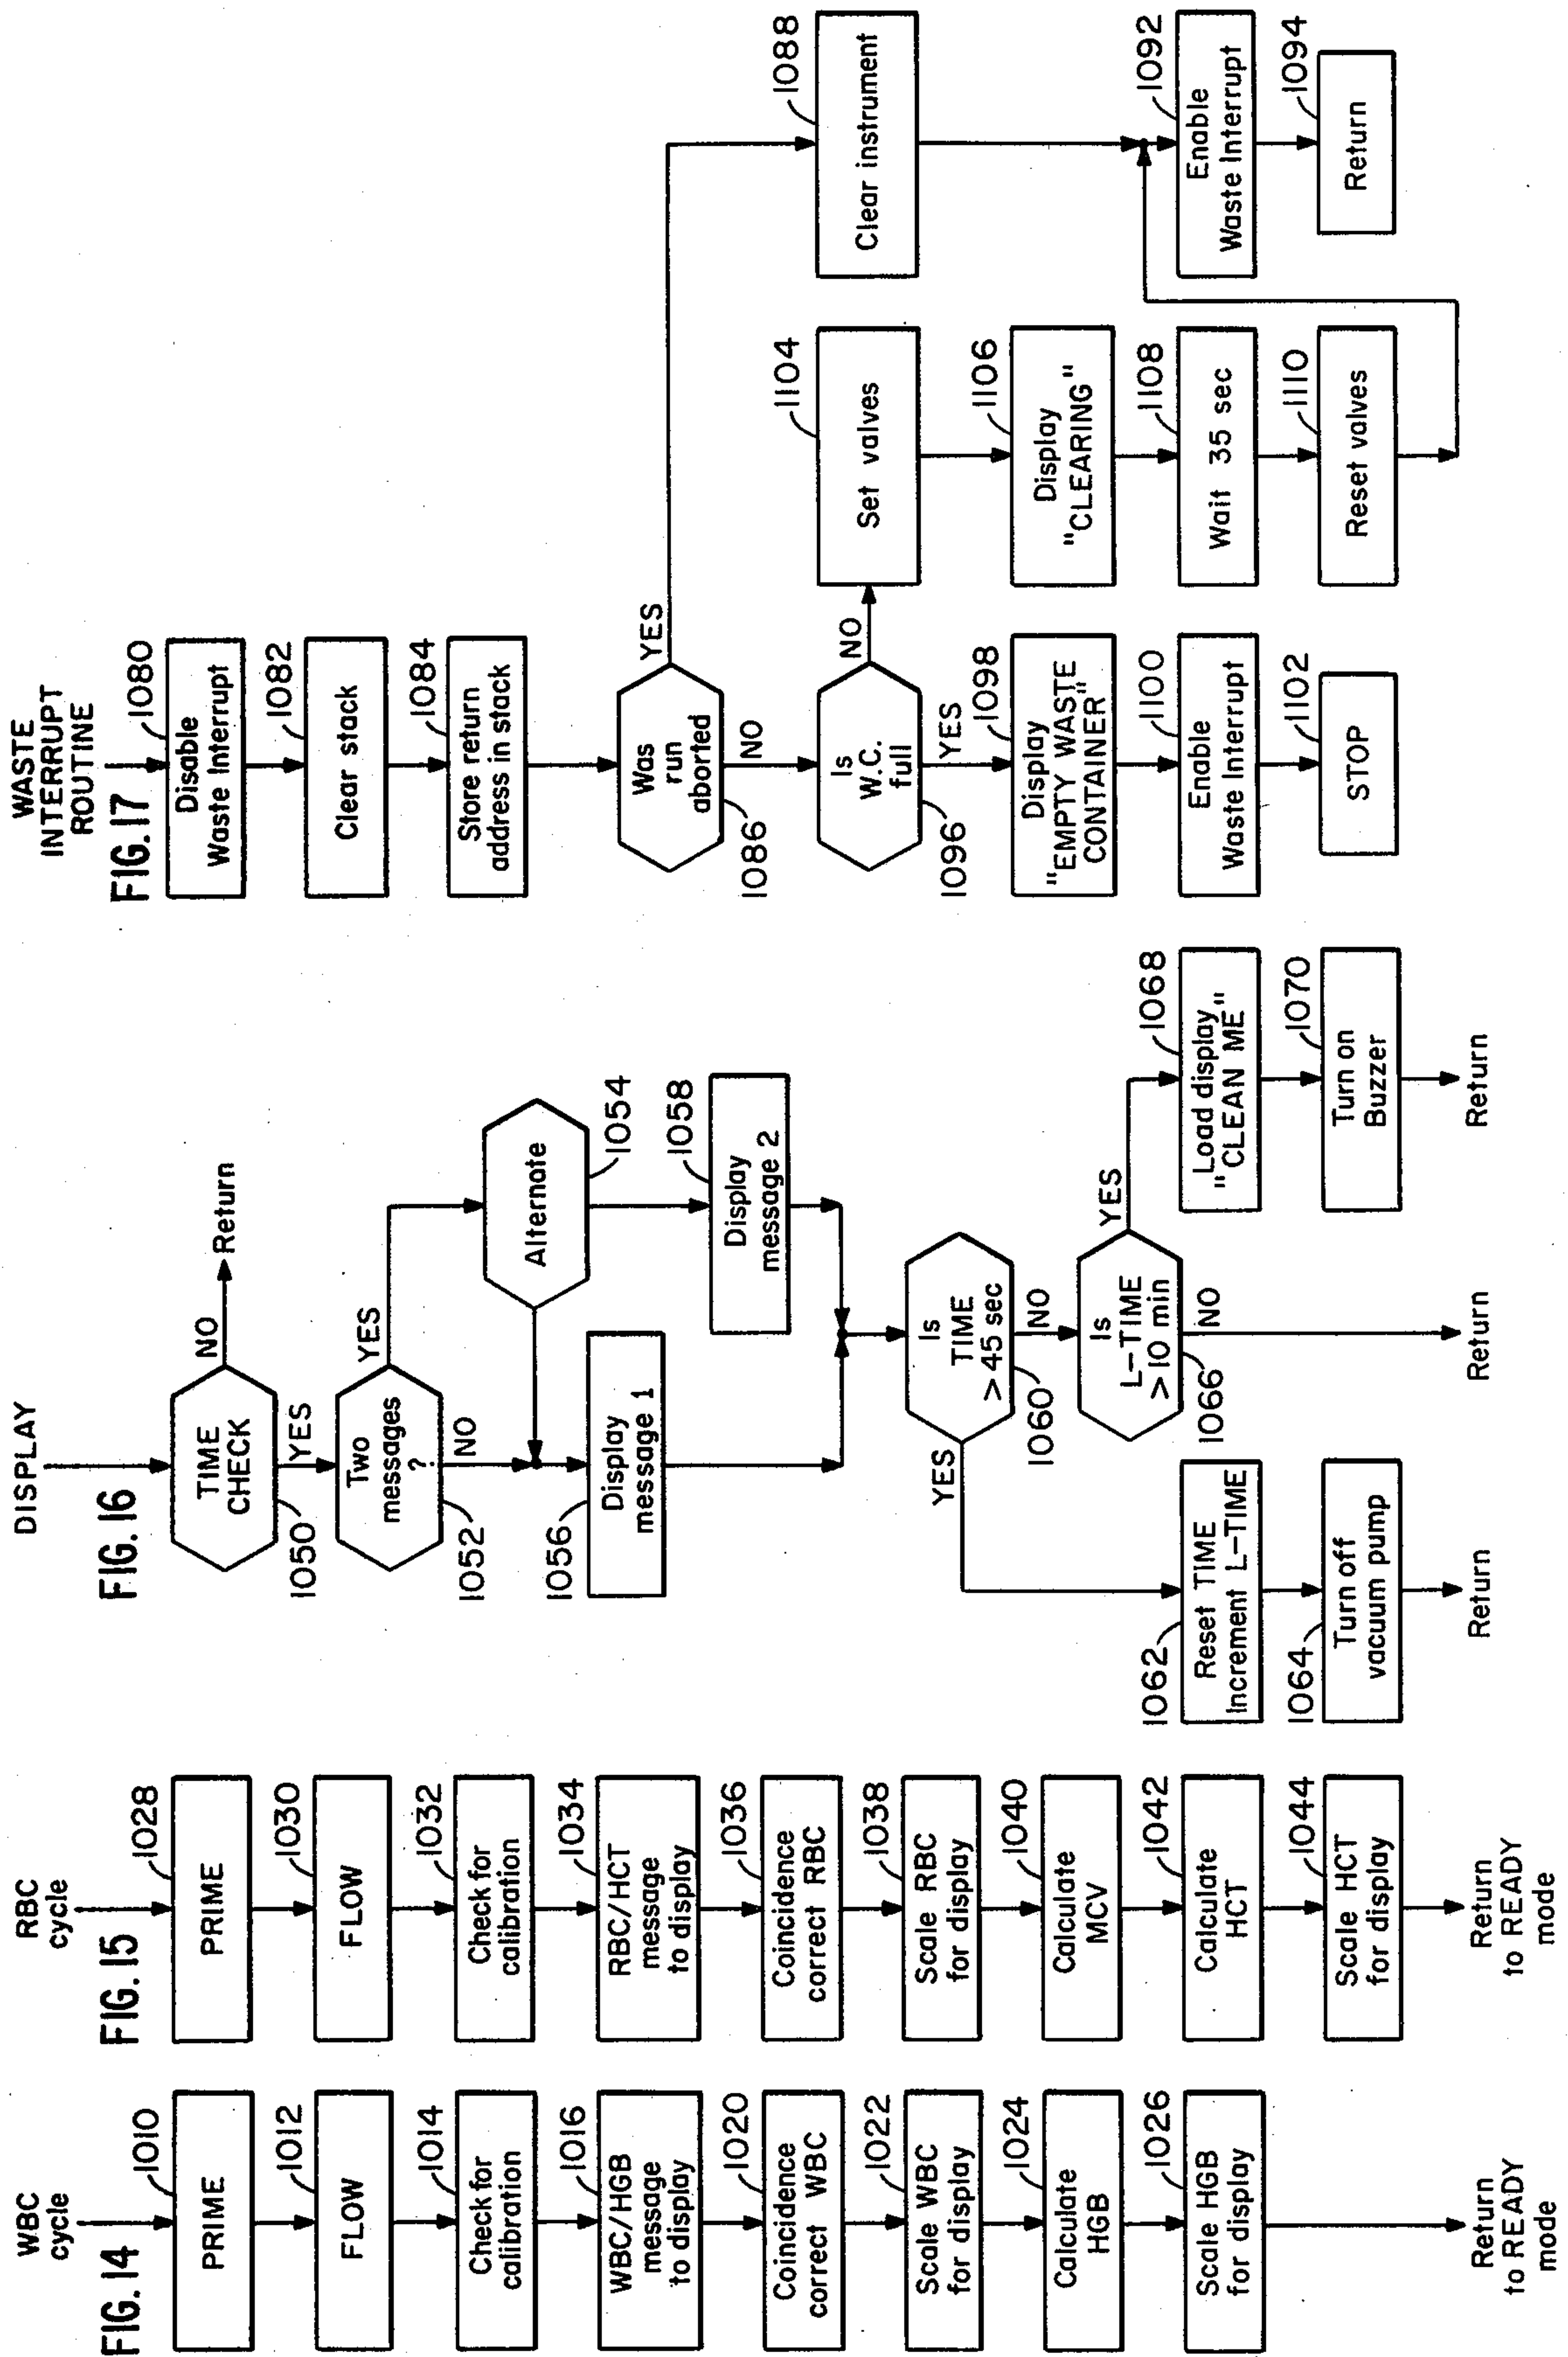 WBC
cycle
FIG.14
1010
PRIME
1012
FLOW
1014
Check for
calibration
1016
WBC/HGB
message
to display
1020
Coincidence
correct WBC
1022
Scale WBC
for display
1024
Calculate
HGB
1026
Scale HGB
for display
Return
to READY
mode
RBC
cycle
FIG.15
1028
PRIME
1030
FLOW
1032
Check for
calibration
1034
RBC/HCT
message
to display
1036
Coincidence
correct RBC
1038
Scale RBC
for display
1040
Calculate
MCV
1042
Calculate
HCT
1044
Scale HCT
for display
Return
to READY
mode
DISPLAY
FIG.16
TIME
CHECK
1050
NO
Return
YES
Two
messages
?
1052
YES
NO
Alternate
1054
1056
Display
message 1
1058
Display
message 2
Is
TIME
>45 sec
1060
YES
NO
1062
Reset TIME
Increment L-TIME
1064
Turn off
vacuum pump
Return
Is
L-TIME
>10 min
1066
NO
Return
YES
1068
Load display
"CLEAN ME"
1070
Turn on
Buzzer
Return
WASTE
INTERRUPT
ROUTINE
FIG.17
1080
Disable
Waste Interrupt
1082
Clear stack
1084
Store return
address in stack
Was
run
aborted
1086
YES
NO
Is
W.C.
full
1096
NO
YES
1098
Display
"EMPTY WASTE
CONTAINER"
1100
Enable
Waste Interrupt
1102
STOP
1104
Set valves
1106
Display
"CLEARING"
1108
Wait 35 sec
1110
Reset valves
1088
Clear instrument
1092
Enable
Waste Interrupt
1094
Return